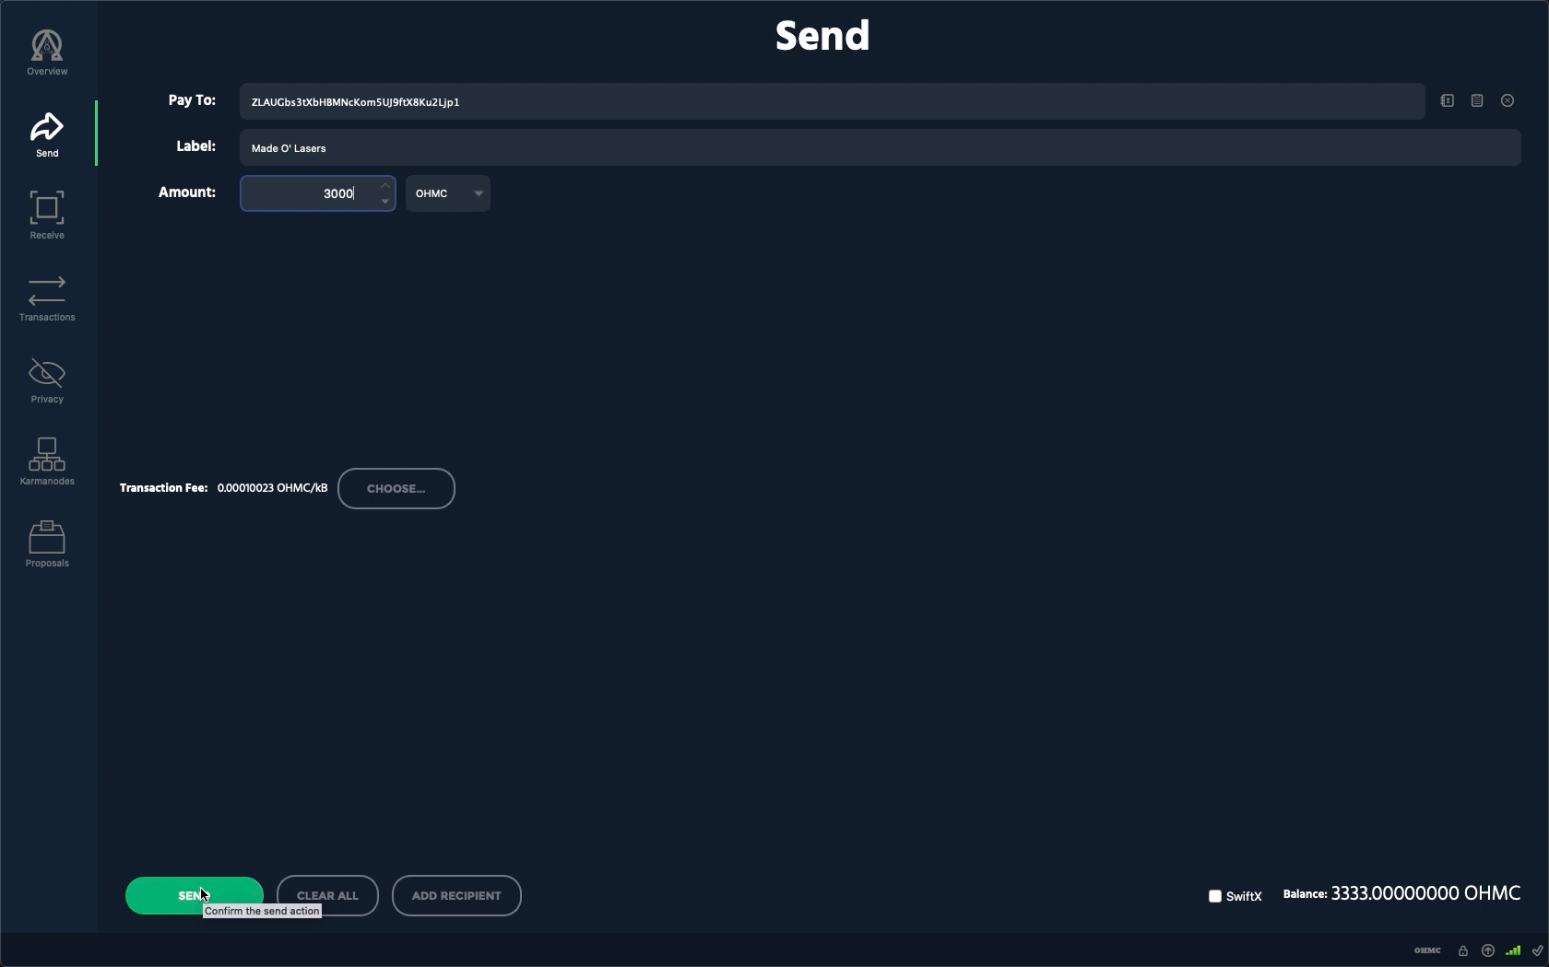 Send
Overview
Pay To: ZLAUGbs3tXbHBMNcKom5UJ9ftX8Ku2Ljp1
Send
Label: Made O' Lasers
Amount: 3000 OHMC
Receive
Transactions
Privacy
Karmanodes
Transaction Fee: 0.00010023 OHMC/kB CHOOSE...
Proposals
SEND CLEAR ALL ADD RECIPIENT SwiftX Balance: 3333.00000000 OHMC
Confirm the send action
OHMC